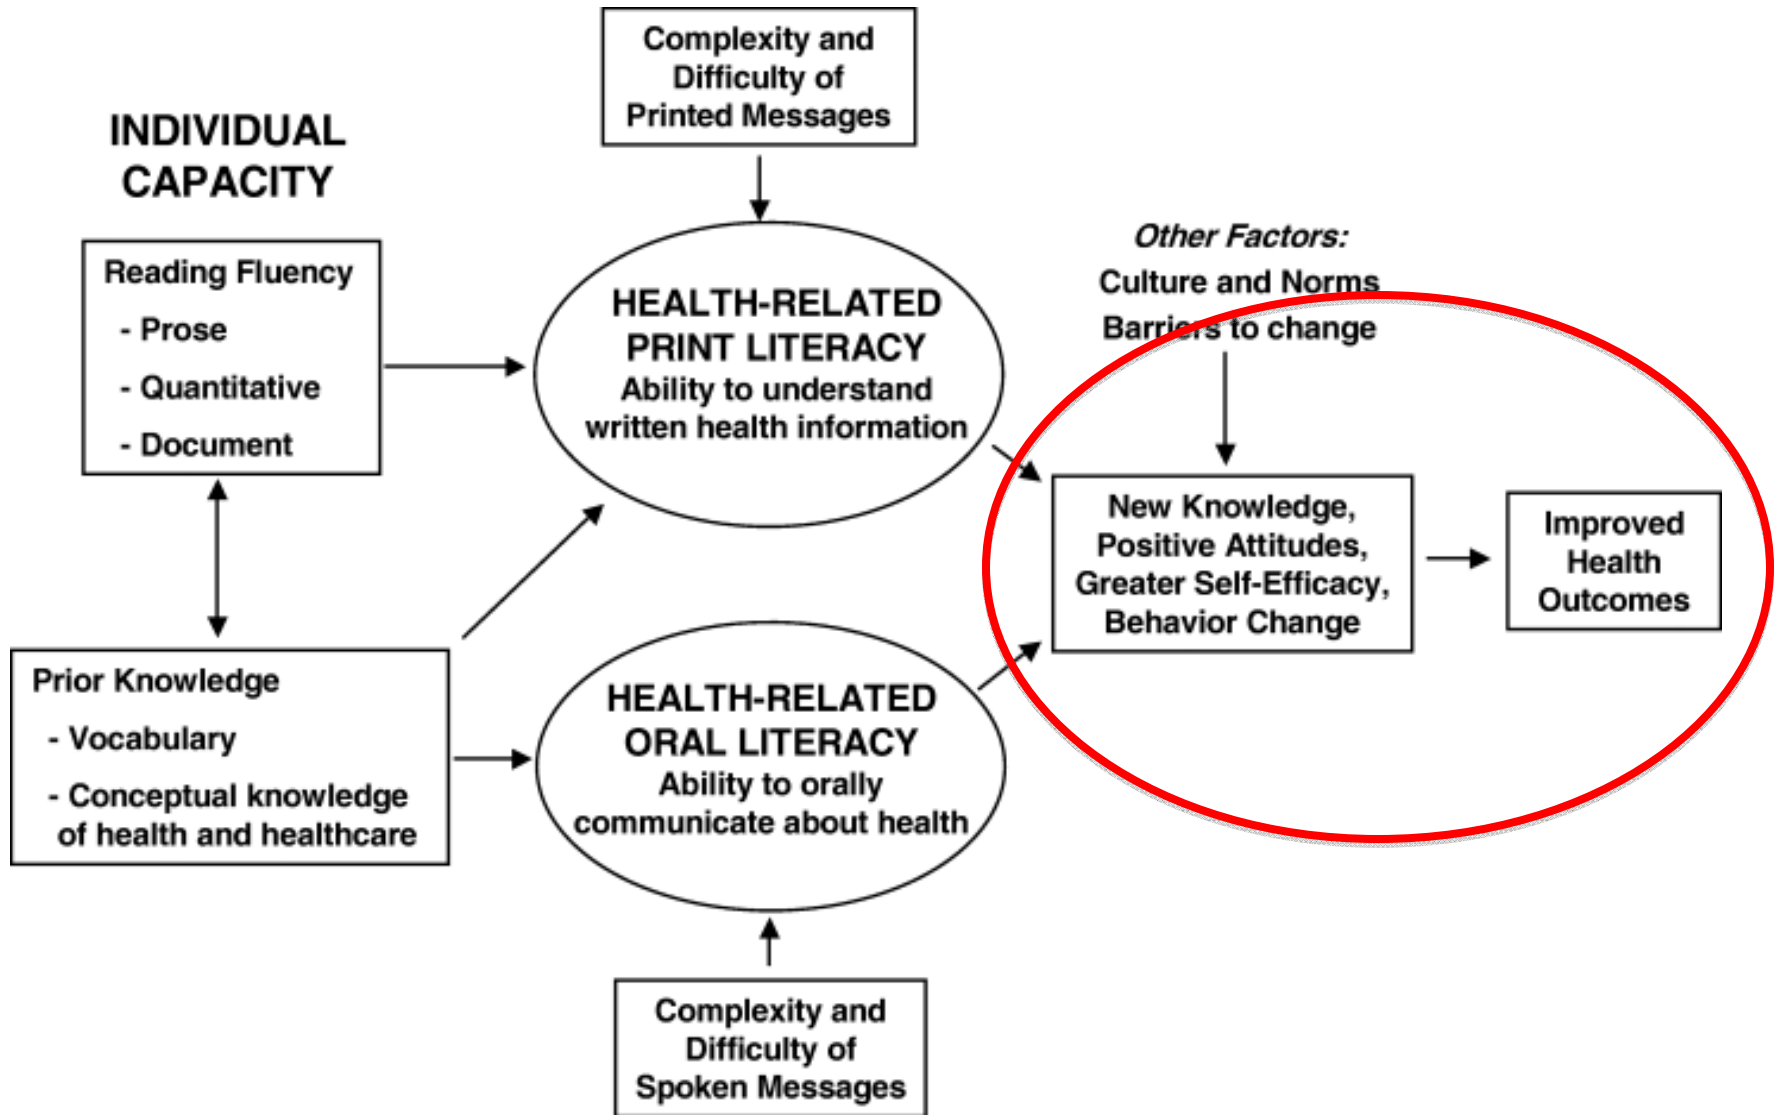 Complexity and
Difficulty of
Printed Messages
INDIVIDUAL
CAPACITY
Reading Fluency
- Prose
- Quantitative
- Document
HEALTH-RELATED
PRINT LITERACY
Ability to understand
written health information
Other Factors:
Culture and Norms
Barriers to change
New Knowledge,
Positive Attitudes,
Greater Self-Efficacy,
Behavior Change
Improved
Health
Outcomes
Prior Knowledge
- Vocabulary
- Conceptual knowledge
of health and healthcare
HEALTH-RELATED
ORAL LITERACY
Ability to orally
communicate about health
Complexity and
Difficulty of
Spoken Messages